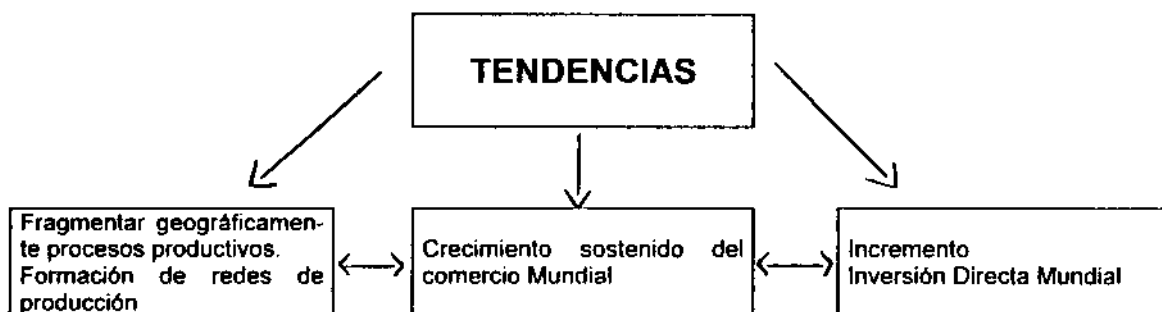 TENDENCIAS
Fragmentar geográficamen-
te procesos productivos.
Formación de redes de
producción
Crecimiento sostenido del
comercio Mundial
Incremento
Inversión Directa Mundial